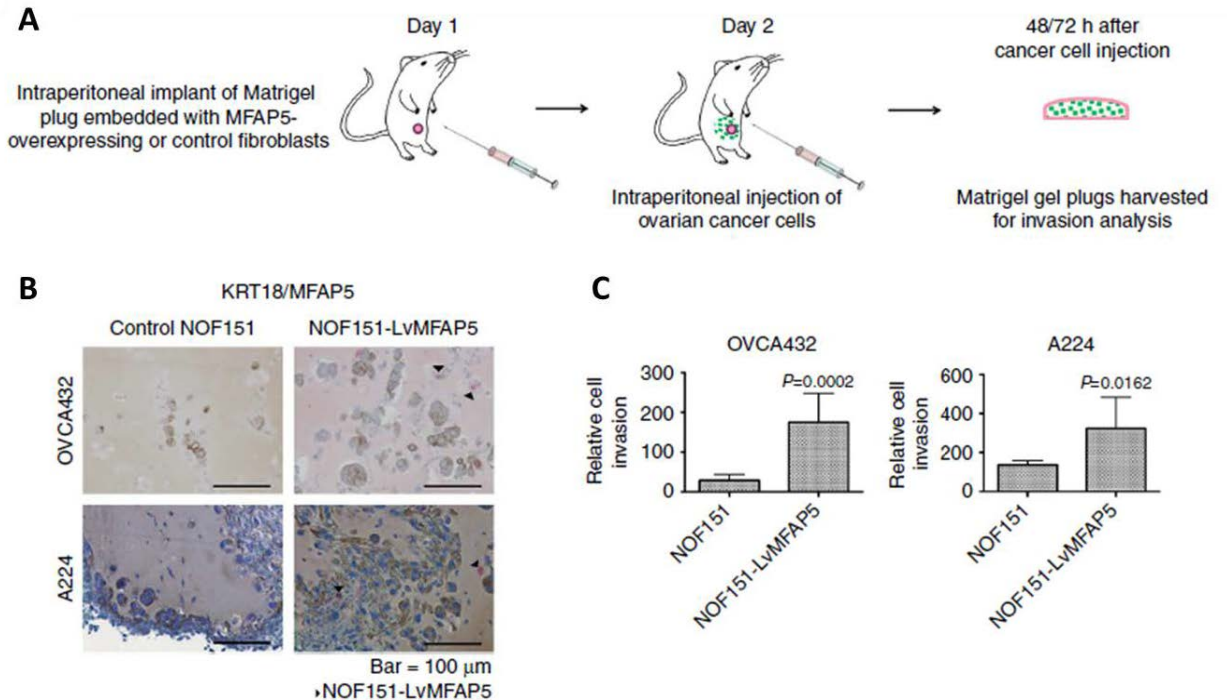 A
Day 1
Day 2
48/72 h after
cancer cell injection
Intraperitoneal implant of Matrigel
plug embedded with MFAP5-
overexpressing or control fibroblasts
Intraperitoneal injection of
ovarian cancer cells
Matrigel gel plugs harvested
for invasion analysis
B
KRT18/MFAP5
Control NOF151
NOF151-LvMFAP5
OVCA432
A224
Bar = 100 μm
NOF151-LvMFAP5
C
OVCA432
Relative cell
invasion
300
200
100
0
P=0.0002
NOF151
NOF151-LvMFAP5
A224
Relative cell
invasion
600
400
200
0
P=0.0162
NOF151
NOF151-LvMFAP5